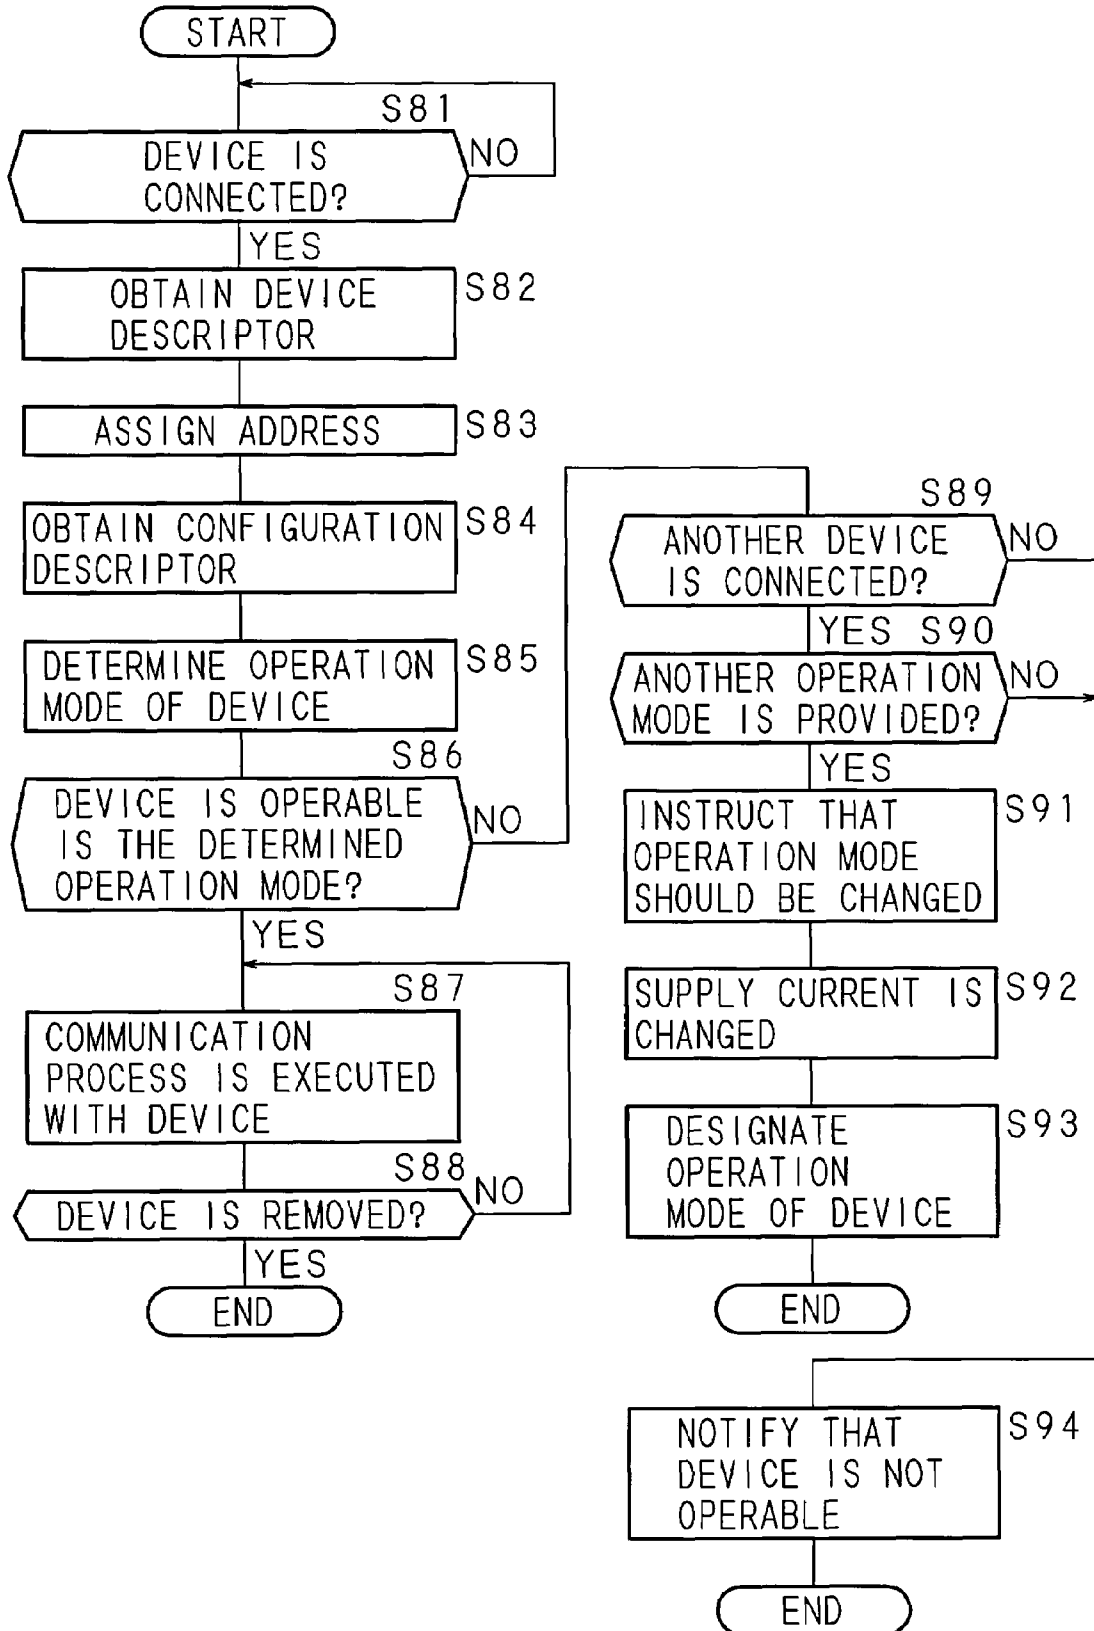 START
S81
DEVICE IS
CONNECTED?
NO
YES
OBTAIN DEVICE
DESCRIPTOR
S82
ASSIGN ADDRESS
S83
OBTAIN CONFIGURATION
DESCRIPTOR
S84
DETERMINE OPERATION
MODE OF DEVICE
S85
S86
DEVICE IS OPERABLE
IS THE DETERMINED
OPERATION MODE?
NO
YES
S87
COMMUNICATION
PROCESS IS EXECUTED
WITH DEVICE
S88
DEVICE IS REMOVED?
NO
YES
END
S89
ANOTHER DEVICE
IS CONNECTED?
NO
YES S90
ANOTHER OPERATION
MODE IS PROVIDED?
NO
YES
INSTRUCT THAT
OPERATION MODE
SHOULD BE CHANGED
S91
SUPPLY CURRENT IS
CHANGED
S92
DESIGNATE
OPERATION
MODE OF DEVICE
S93
END
NOTIFY THAT
DEVICE IS NOT
OPERABLE
S94
END